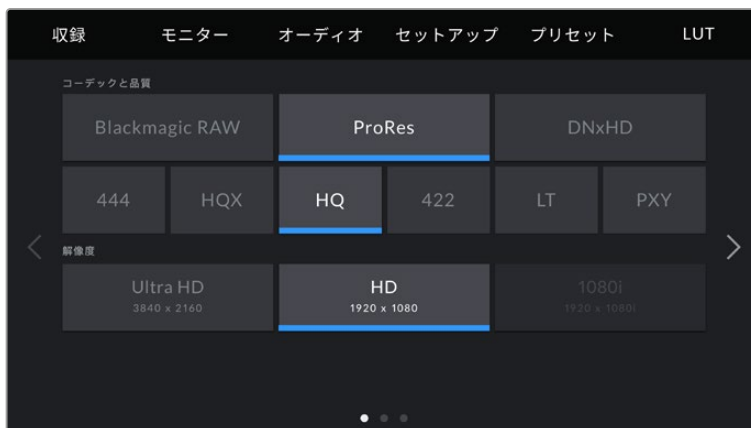 収録 モニター オーディオ セットアップ プリセット LUT
コーデックと品質
Blackmagic RAW ProRes DNxHD
444 HQX HQ 422 LT PXY
解像度
Ultra HD HD 1080i
3840 x 2160 1920 x 1080 1920 x 1080i